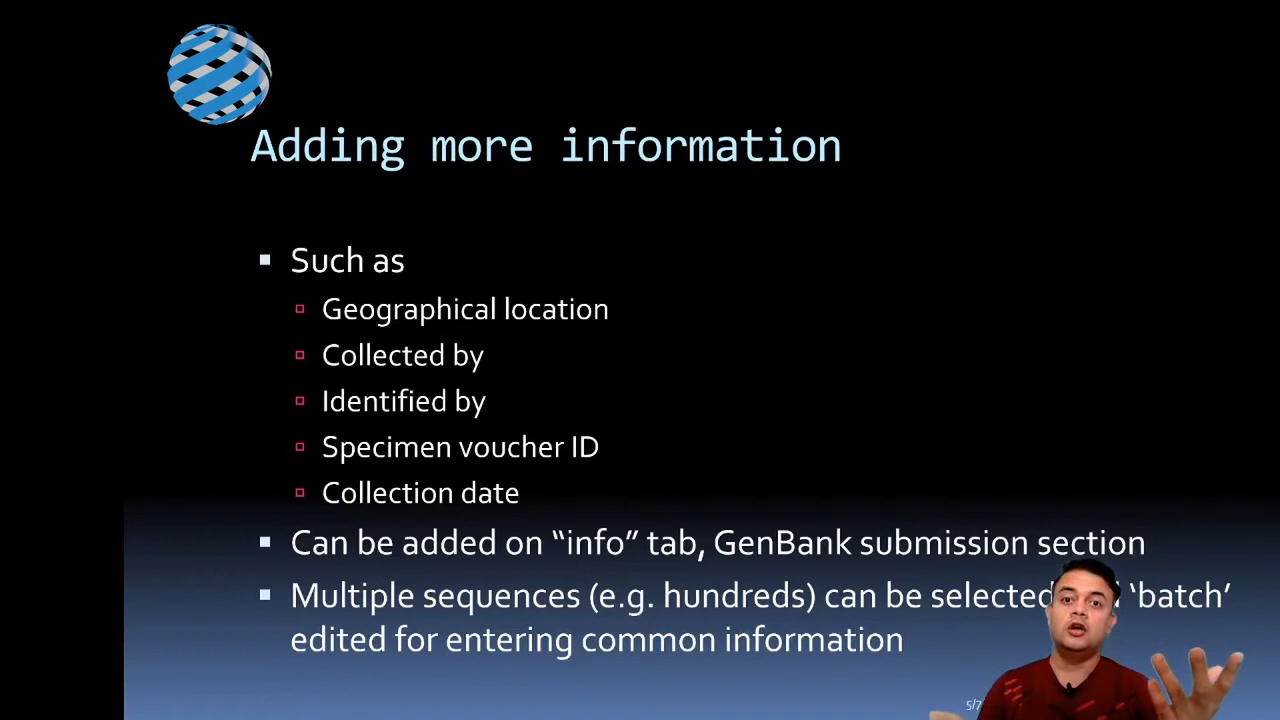 Adding more information
Such as
Geographical location
Collected by
Identified by
Specimen voucher ID
Collection date
Can be added on “info” tab, GenBank submission section
Multiple sequences (e.g. hundreds) can be selected ‘batch’
edited for entering common information